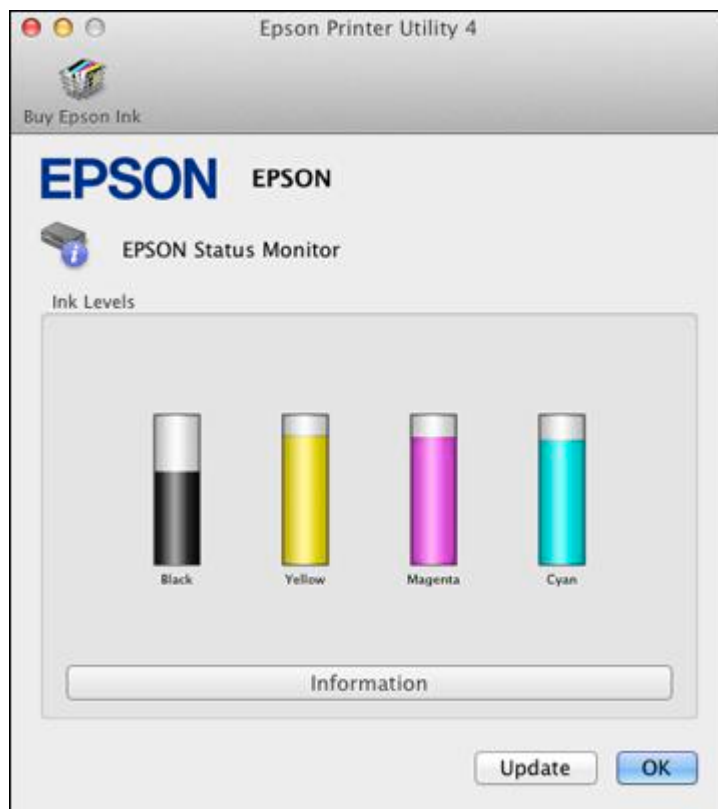 Epson Printer Utility 4
Buy Epson Ink
EPSON EPSON
EPSON Status Monitor
Ink Levels
Black Yellow Magenta Cyan
Information
Update OK